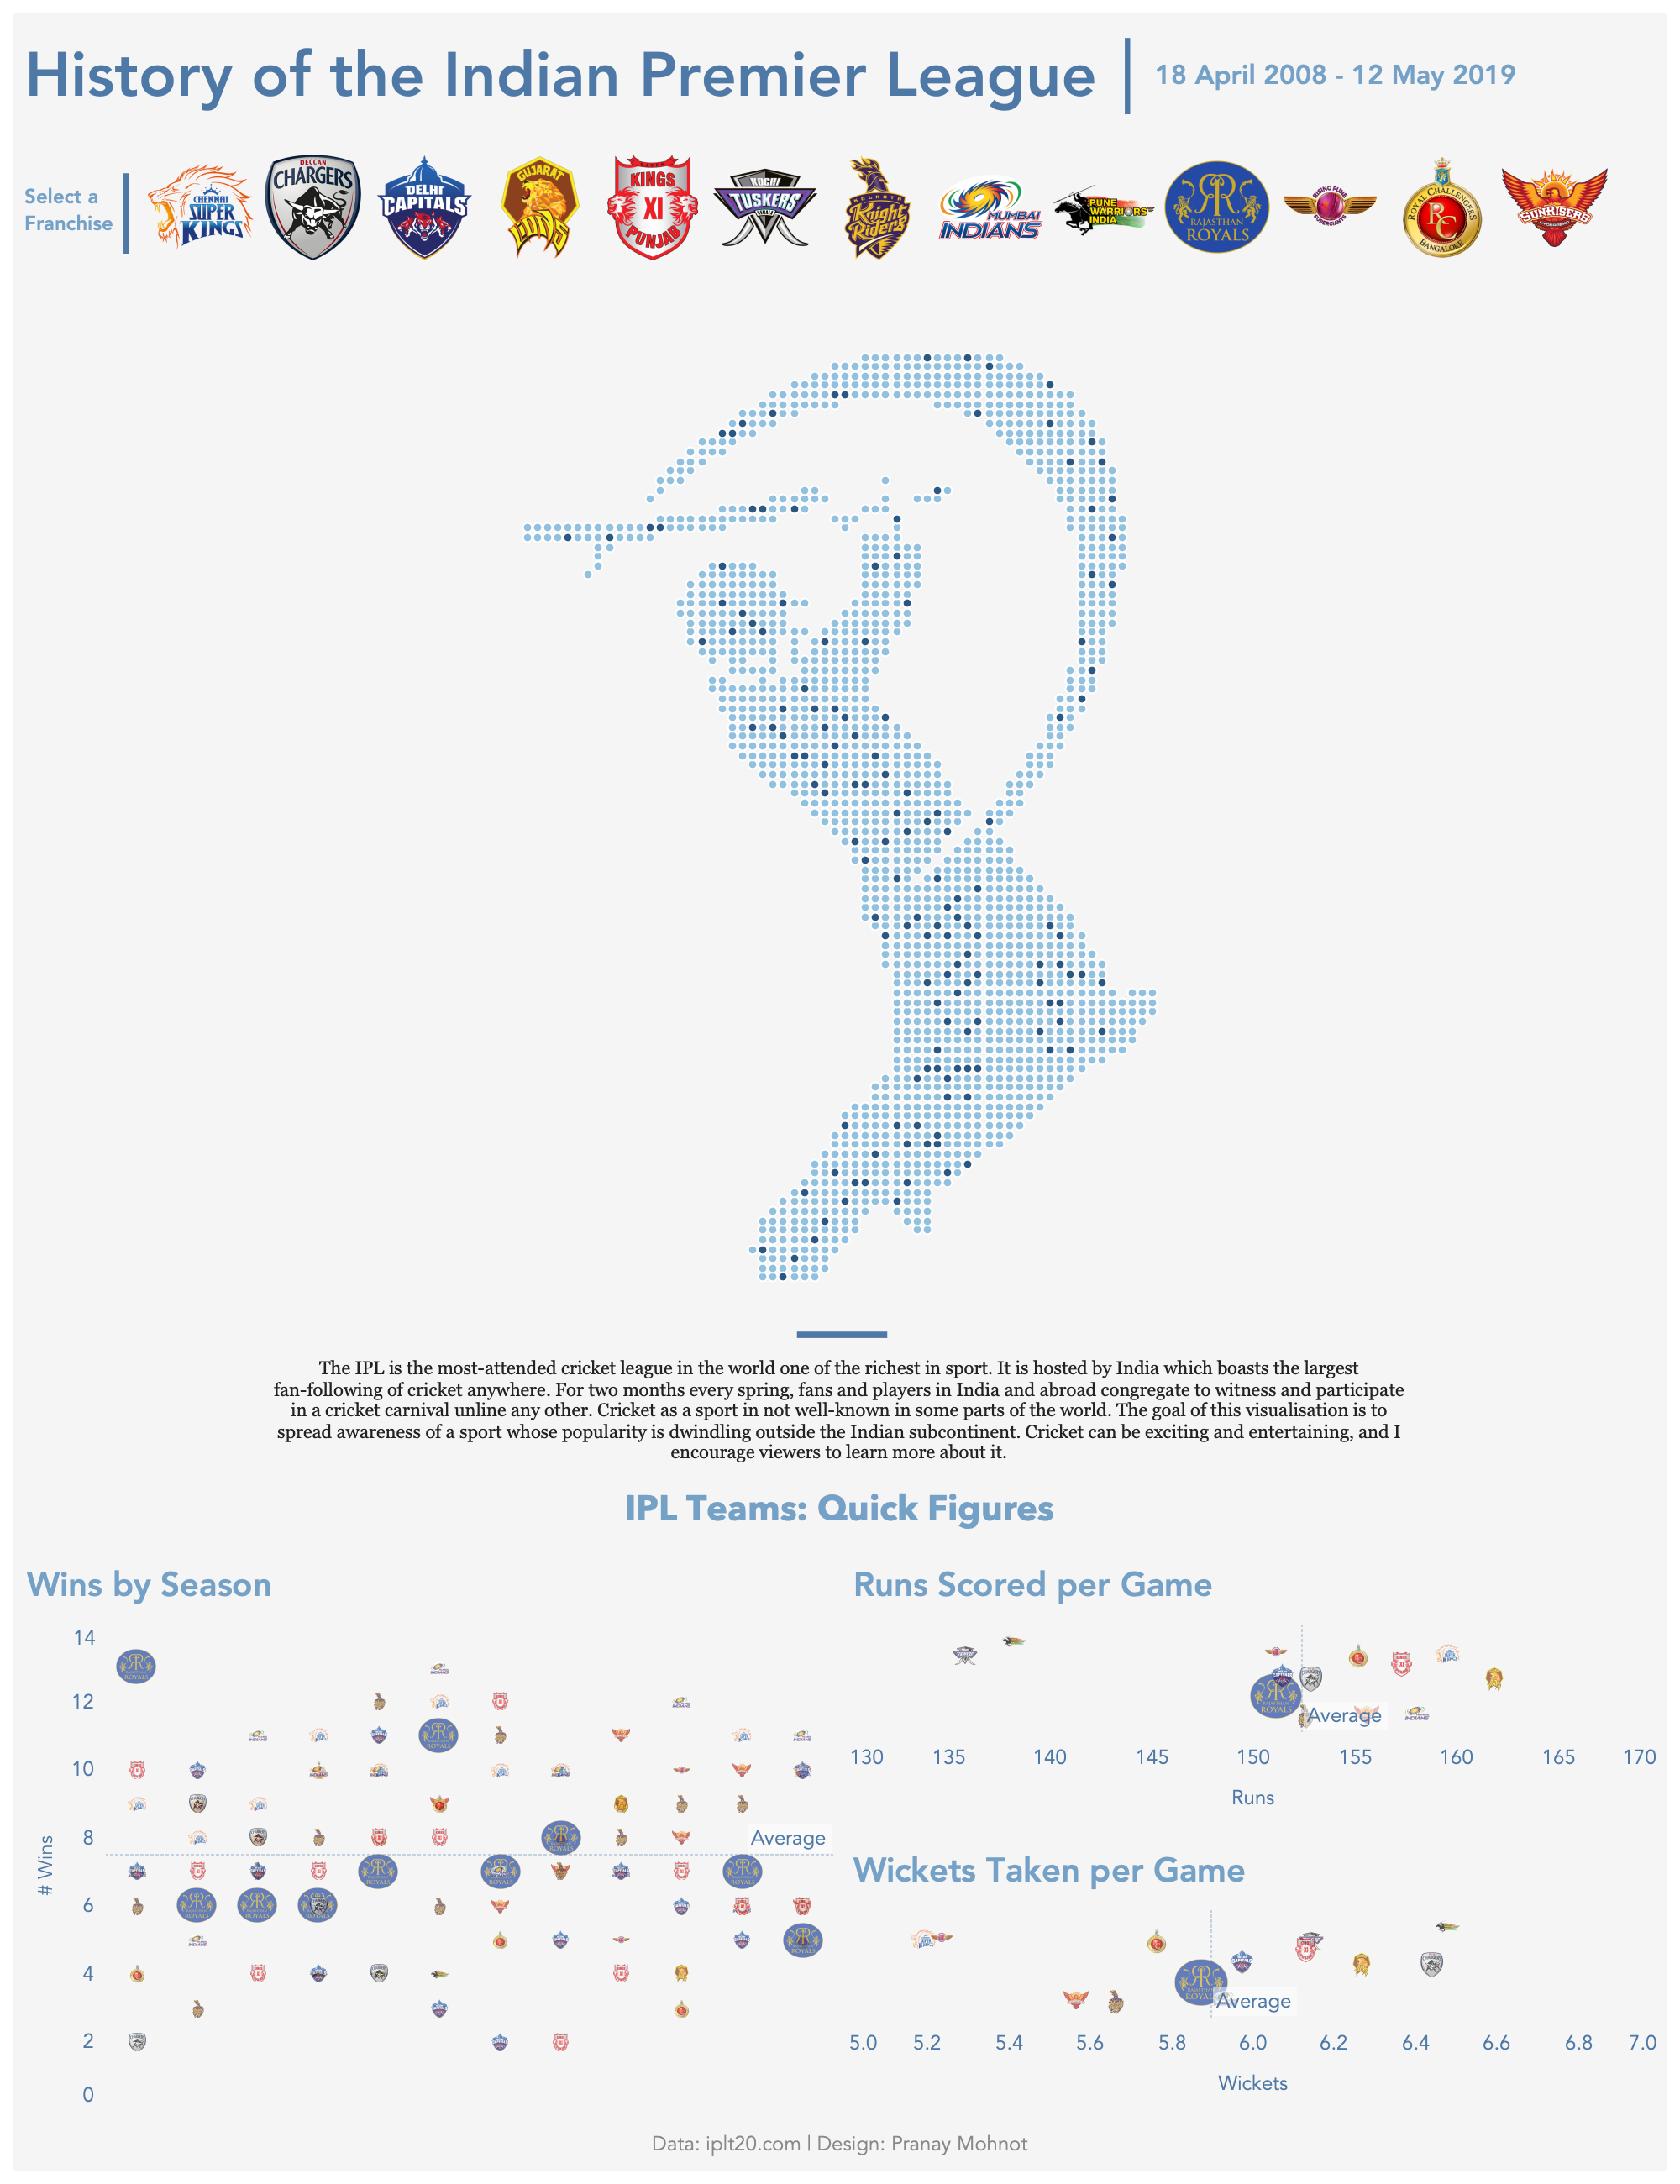 History of the Indian Premier League
18 April 2008 - 12 May 2019
Select a
Franchise
CHENNAI
SUPER
KINGS
DECCAN
CHARGERS
DELHI
CAPITALS
GUJARAT
LIONS
KINGS
XI
PUNJAB
KOCHI
TUSKERS
KERALA
KOLKATA
Knight
Riders
MUMBAI
INDIANS
PUNE
WARRIORS
INDIA
RR
RAJASTHAN
ROYALS
RISING PUNE
SUPERGIANTS
ROYAL CHALLENGERS
RC
BANGALORE
SUNRISERS
The IPL is the most-attended cricket league in the world one of the richest in sport. It is hosted by India which boasts the largest
fan-following of cricket anywhere. For two months every spring, fans and players in India and abroad congregate to witness and participate
in a cricket carnival unline any other. Cricket as a sport in not well-known in some parts of the world. The goal of this visualisation is to
spread awareness of a sport whose popularity is dwindling outside the Indian subcontinent. Cricket can be exciting and entertaining, and I
encourage viewers to learn more about it.
IPL Teams: Quick Figures
Wins by Season
# Wins
14
12
10
8
6
4
2
0
Average
Runs Scored per Game
Average
130 135 140 145 150 155 160 165 170
Runs
Wickets Taken per Game
Average
5.0 5.2 5.4 5.6 5.8 6.0 6.2 6.4 6.6 6.8 7.0
Wickets
Data: iplt20.com | Design: Pranay Mohnot